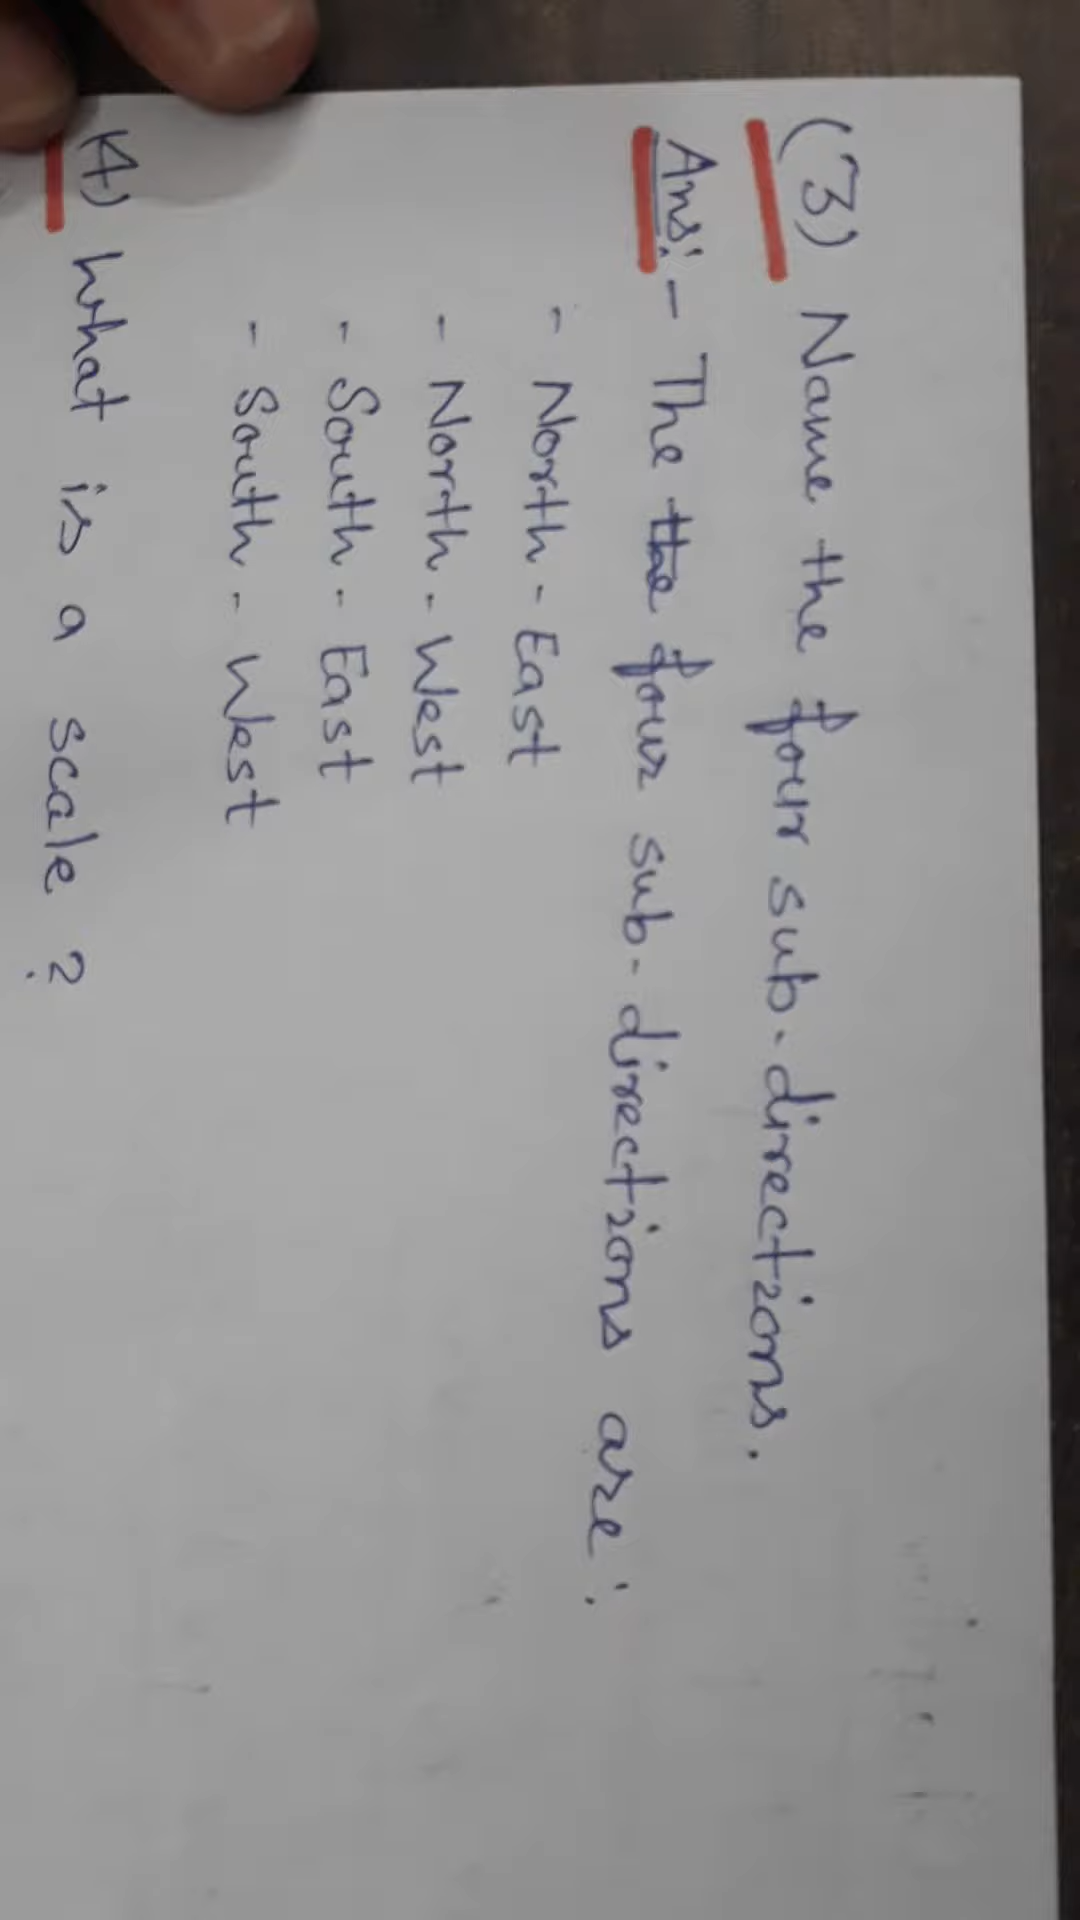 (3) Name the four sub-directions.
Ans:- The the four sub-directions are:
- North-East
- North-West
- South-East
- South-West
(4) What is a scale?